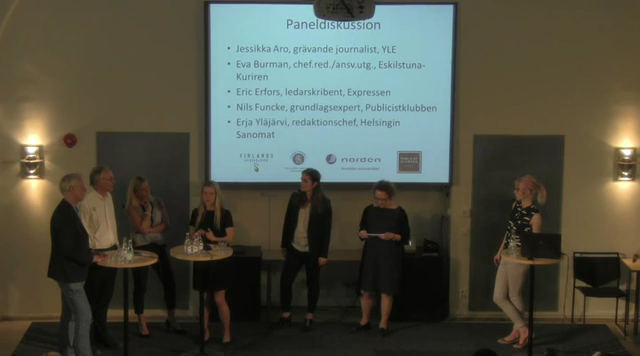 Paneldiskussion
• Jessikka Aro, grävande journalist, YLE
• Eva Burman, chef.red./ansv.utg., Eskilstuna-
Kuriren
• Eric Erfors, ledarskribent, Expressen
• Nils Funcke, grundlagsexpert, Publicistklubben
• Erja Yläjärvi, redaktionschef, Helsingin
Sanomat
FINLANDS
norden